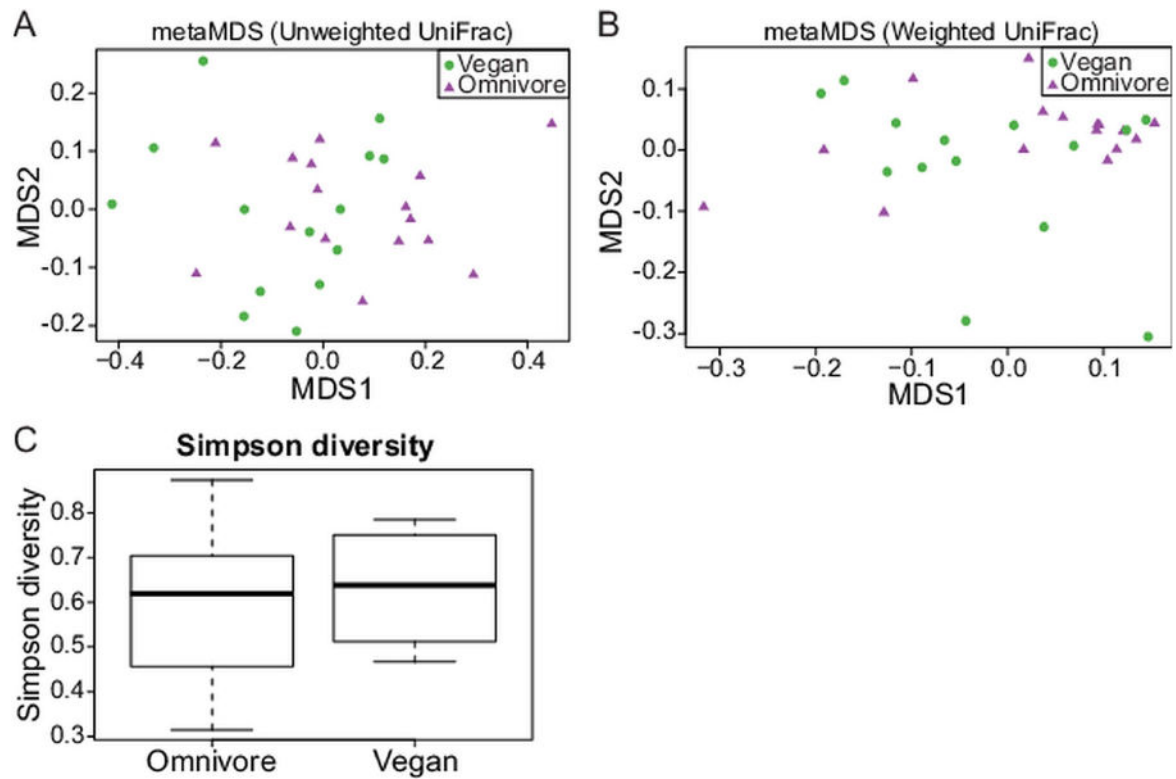 A
metaMDS (Unweighted UniFrac)
Vegan
Omnivore
MDS2
0.2
0.1
0.0
-0.1
-0.2
−0.4 −0.2 0.0 0.2 0.4
MDS1
B
metaMDS (Weighted UniFrac)
Vegan
Omnivore
MDS2
0.1
0.0
-0.1
-0.2
-0.3
−0.3 −0.2 −0.1 0.0 0.1
MDS1
C
Simpson diversity
Simpson diversity
0.8
0.7
0.6
0.5
0.4
0.3
Omnivore Vegan